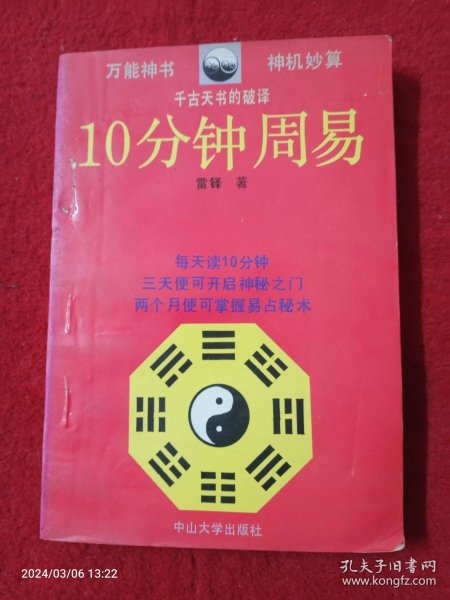 万能神书 神机妙算
千古天书的破译
10分钟周易
雷铎 著
每天读10分钟
三天便可开启神秘之门
两个月便可掌握易占秘术
中山大学出版社
2024/03/06 13:22
孔夫子旧书网
www.kongfz.com